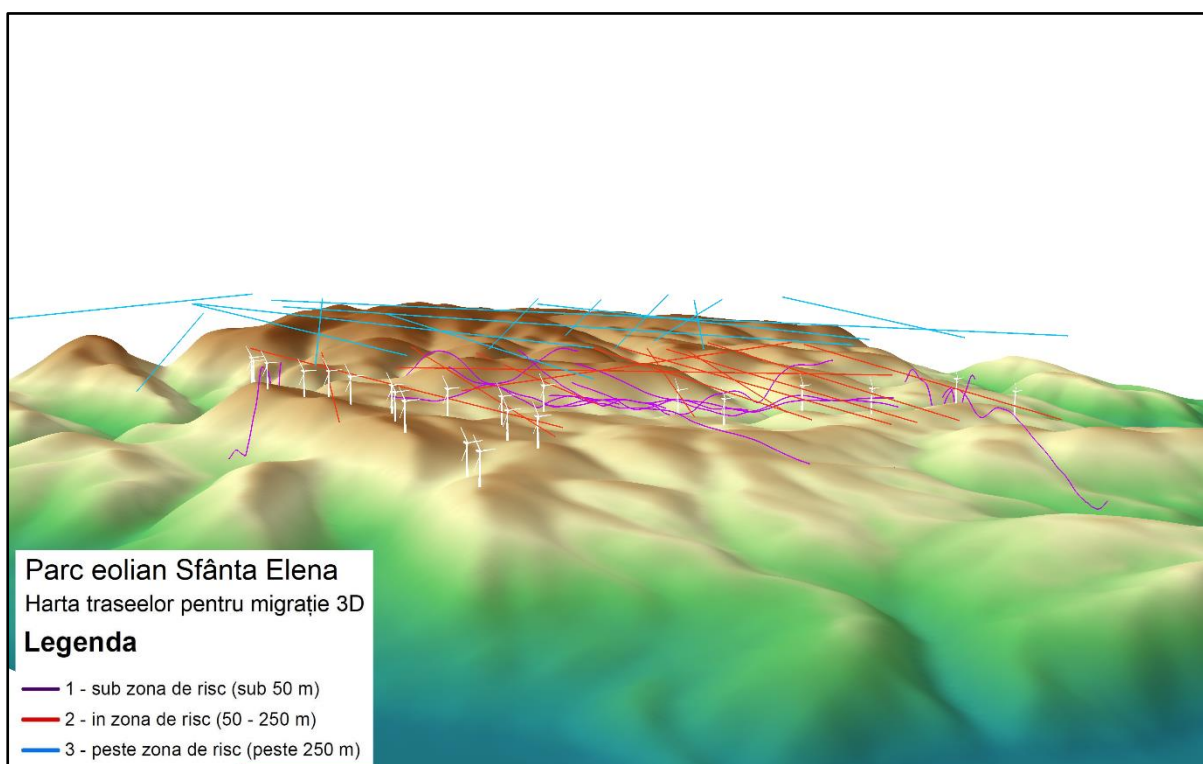 Parc eolian Sfânta Elena
Harta traseelor pentru migrație 3D
Legenda
1 - sub zona de risc (sub 50 m)
2 - in zona de risc (50 - 250 m)
3 - peste zona de risc (peste 250 m)